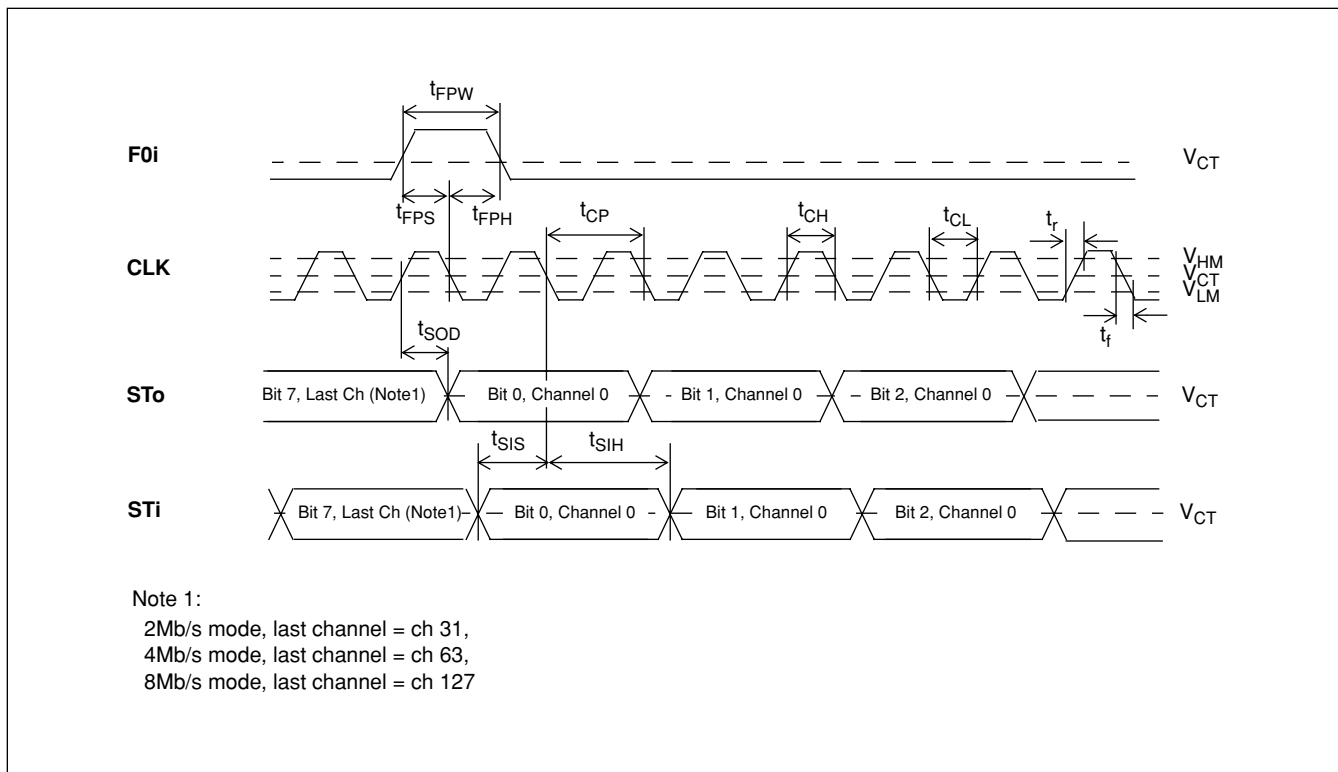 tFPW
F0i
VCT
tFPS
tFPH
tCP
tCH
tCL
tr
CLK
VHM
VCT
VLM
tf
tSOD
STo
Bit 7, Last Ch (Note1)
Bit 0, Channel 0
Bit 1, Channel 0
Bit 2, Channel 0
VCT
tSIS
tSIH
STi
Bit 7, Last Ch (Note1)
Bit 0, Channel 0
Bit 1, Channel 0
Bit 2, Channel 0
VCT
Note 1:
2Mb/s mode, last channel = ch 31,
4Mb/s mode, last channel = ch 63,
8Mb/s mode, last channel = ch 127